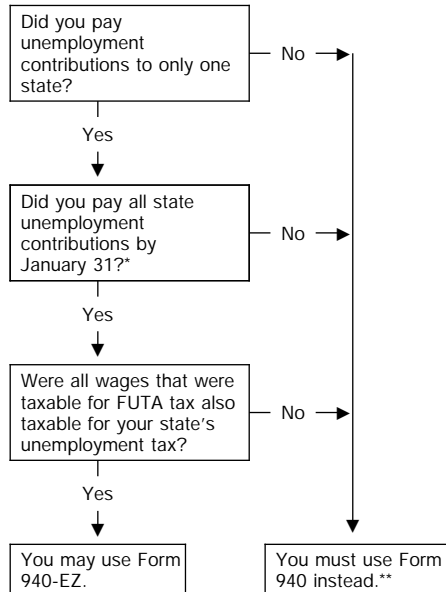 Did you pay
unemployment
contributions to only one
state?
No
Yes
Did you pay all state
unemployment
contributions by
January 31?*
No
Yes
Were all wages that were
taxable for FUTA tax also
taxable for your state's
unemployment tax?
No
Yes
You may use Form
940-EZ.
You must use Form
940 instead.**